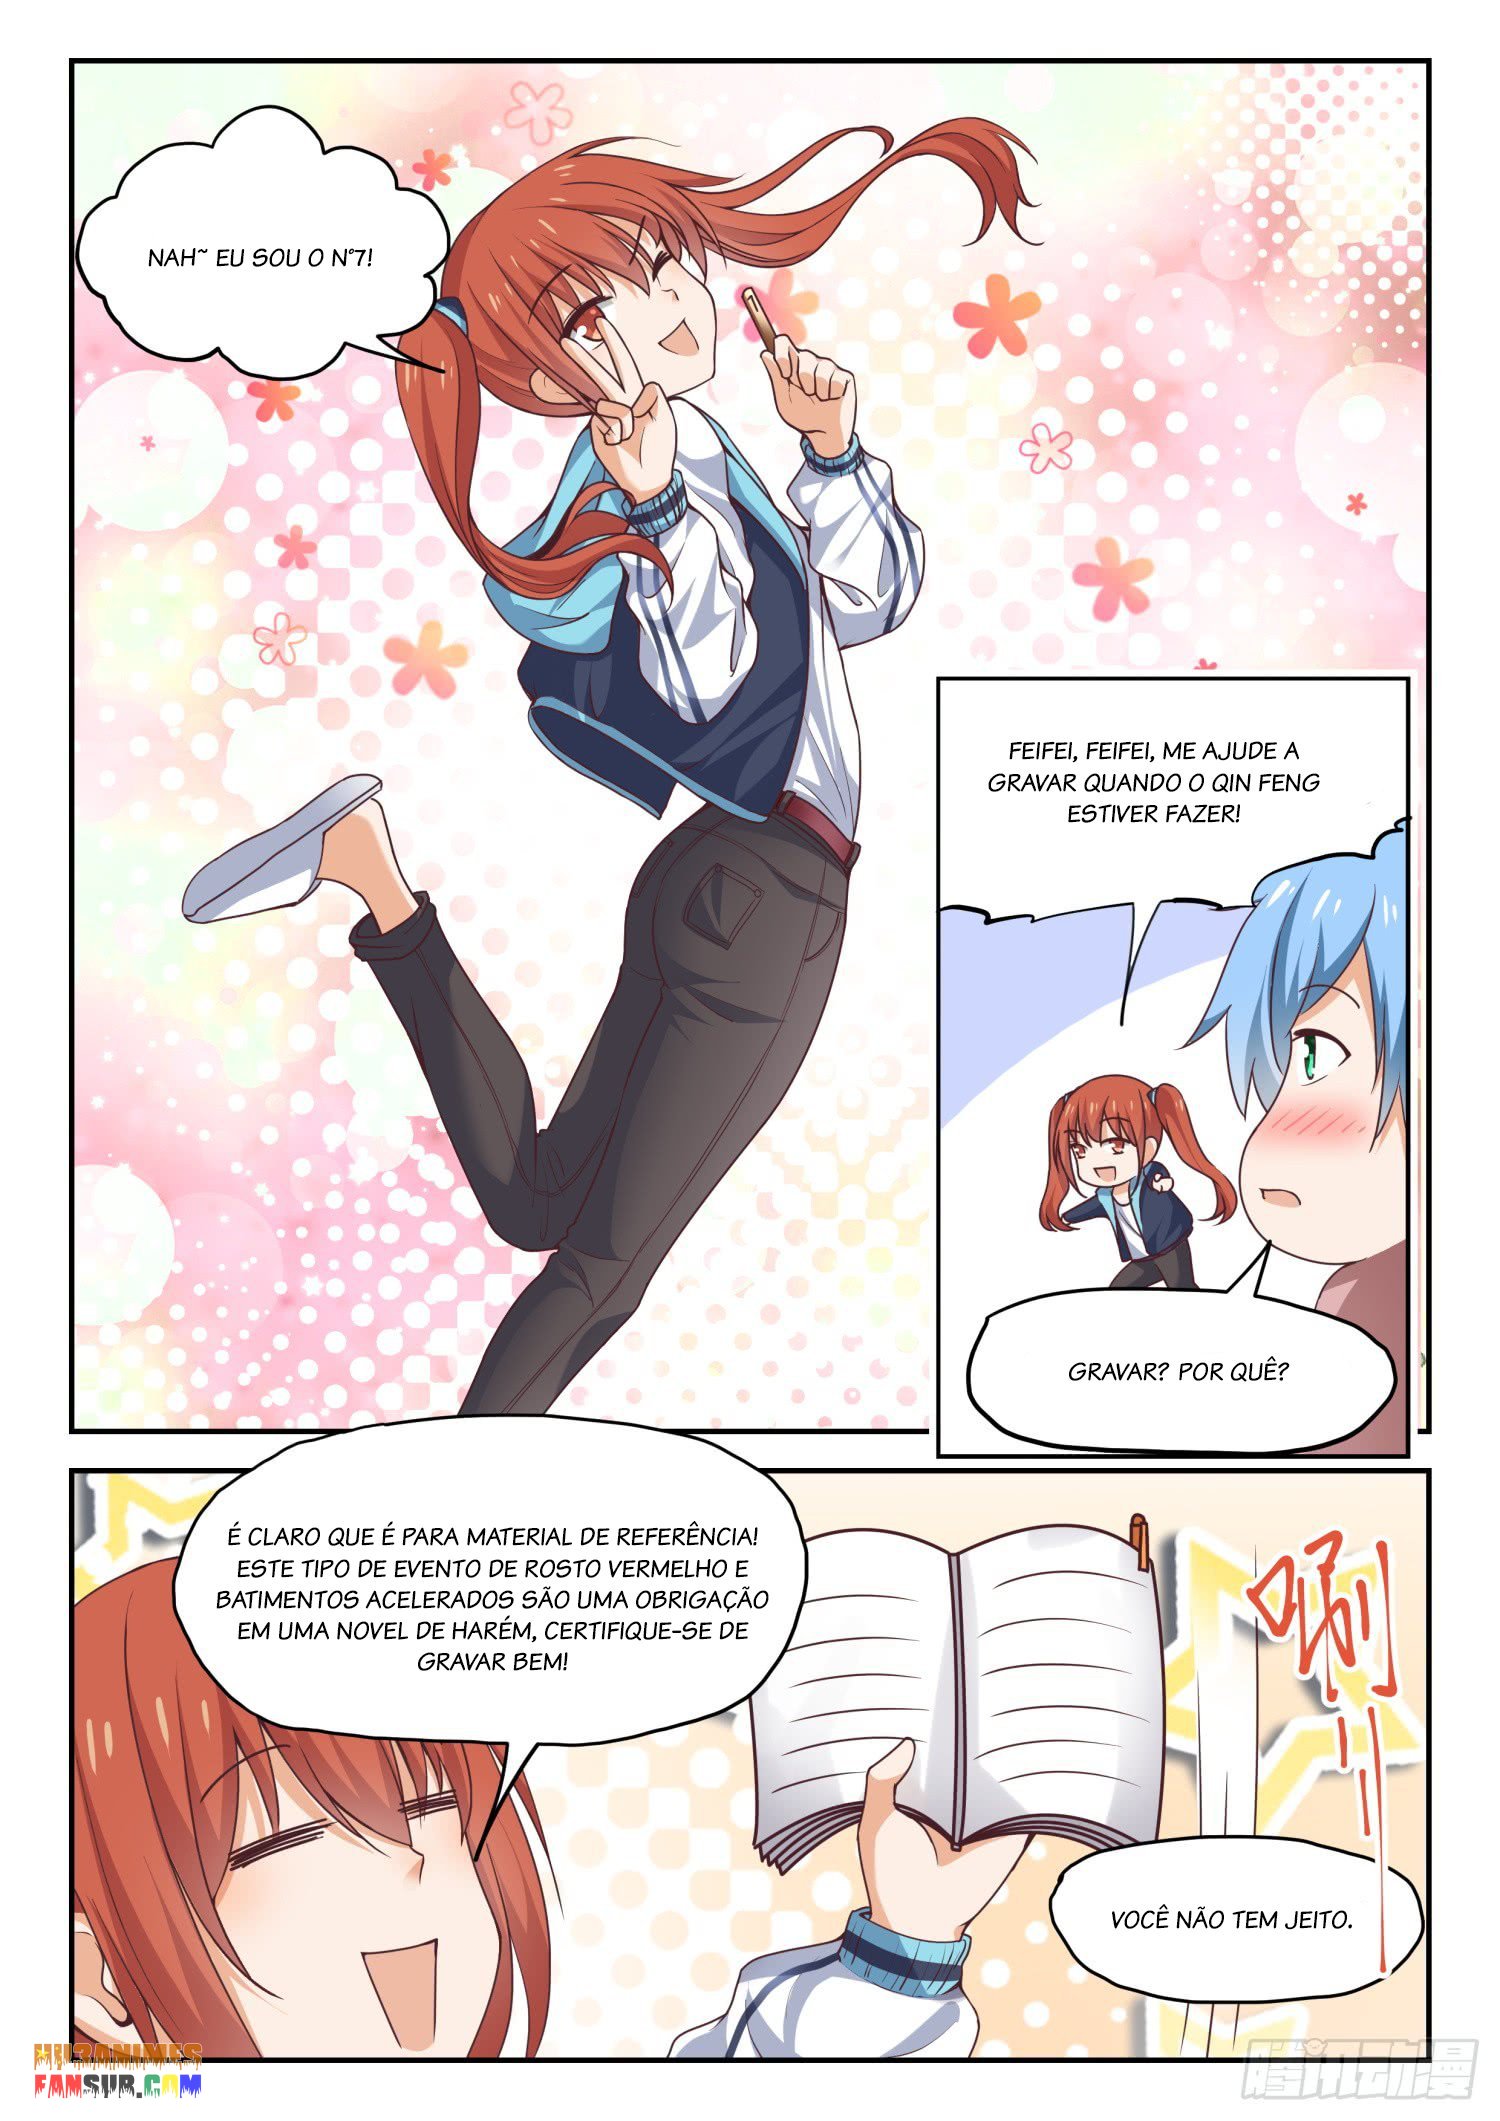 NAH~ EU SOU O Nº7!
FEIFEI, FEIFEI, ME AJUDE A
GRAVAR QUANDO O QIN FENG
ESTIVER FAZER!
GRAVAR? POR QUÊ?
É CLARO QUE É PARA MATERIAL DE REFERÊNCIA!
ESTE TIPO DE EVENTO DE ROSTO VERMELHO E
BATIMENTOS ACELERADOS SÃO UMA OBRIGAÇÃO
EM UMA NOVEL DE HARÉM, CERTIFIQUE-SE DE
GRAVAR BEM!
唰
VOCÊ NÃO TEM JEITO.
HU3ANIMES
FANSUB.COM
腾讯动漫